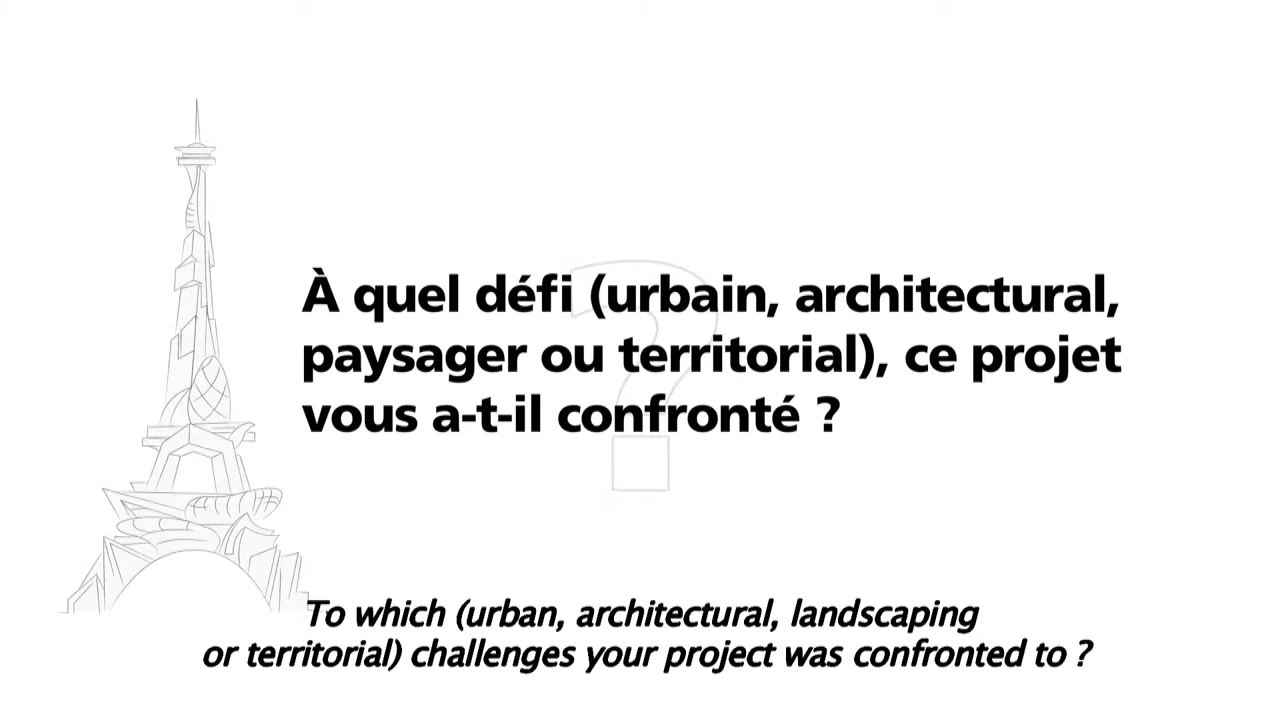 À quel défi (urbain, architectural,
paysager ou territorial), ce projet
vous a-t-il confronté ?
To which (urban, architectural, landscaping
or territorial) challenges your project was confronted to ?